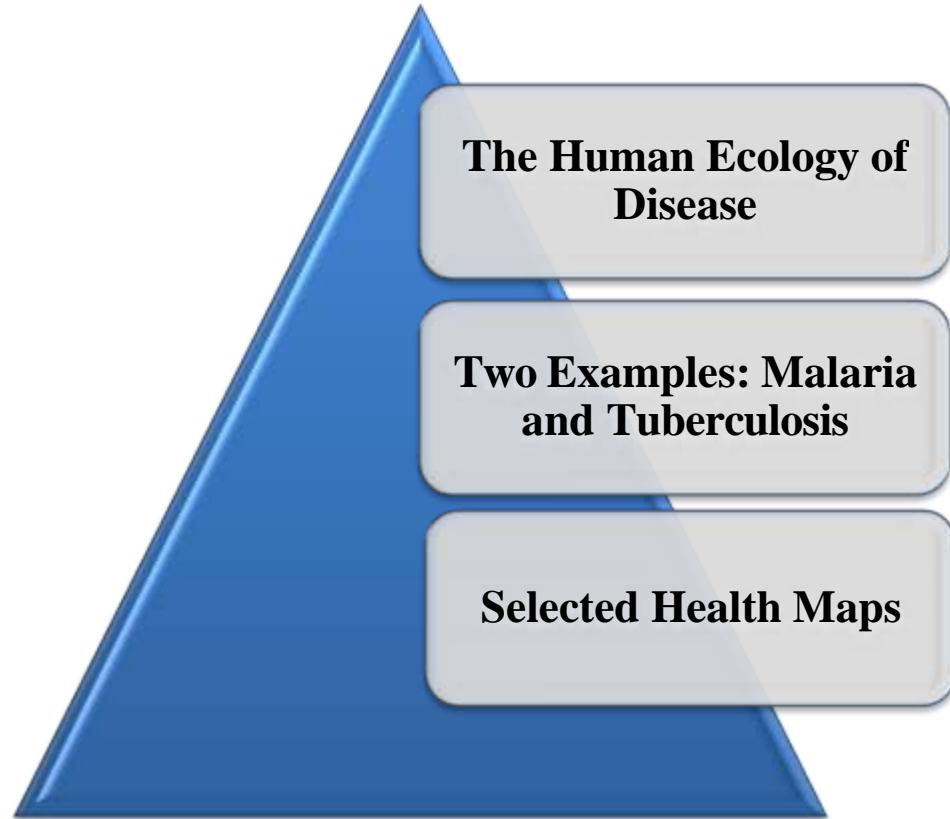 The Human Ecology of
Disease
Two Examples: Malaria
and Tuberculosis
Selected Health Maps